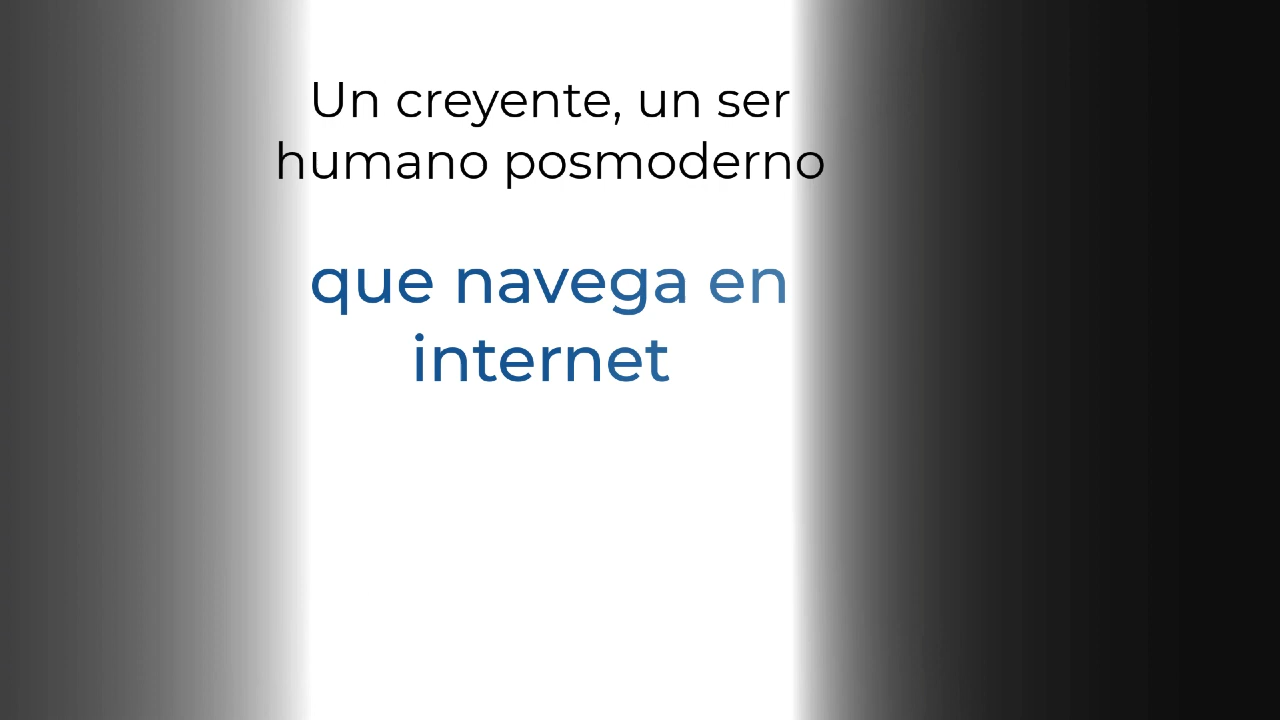 Un creyente, un ser
humano posmoderno
que navega en
internet